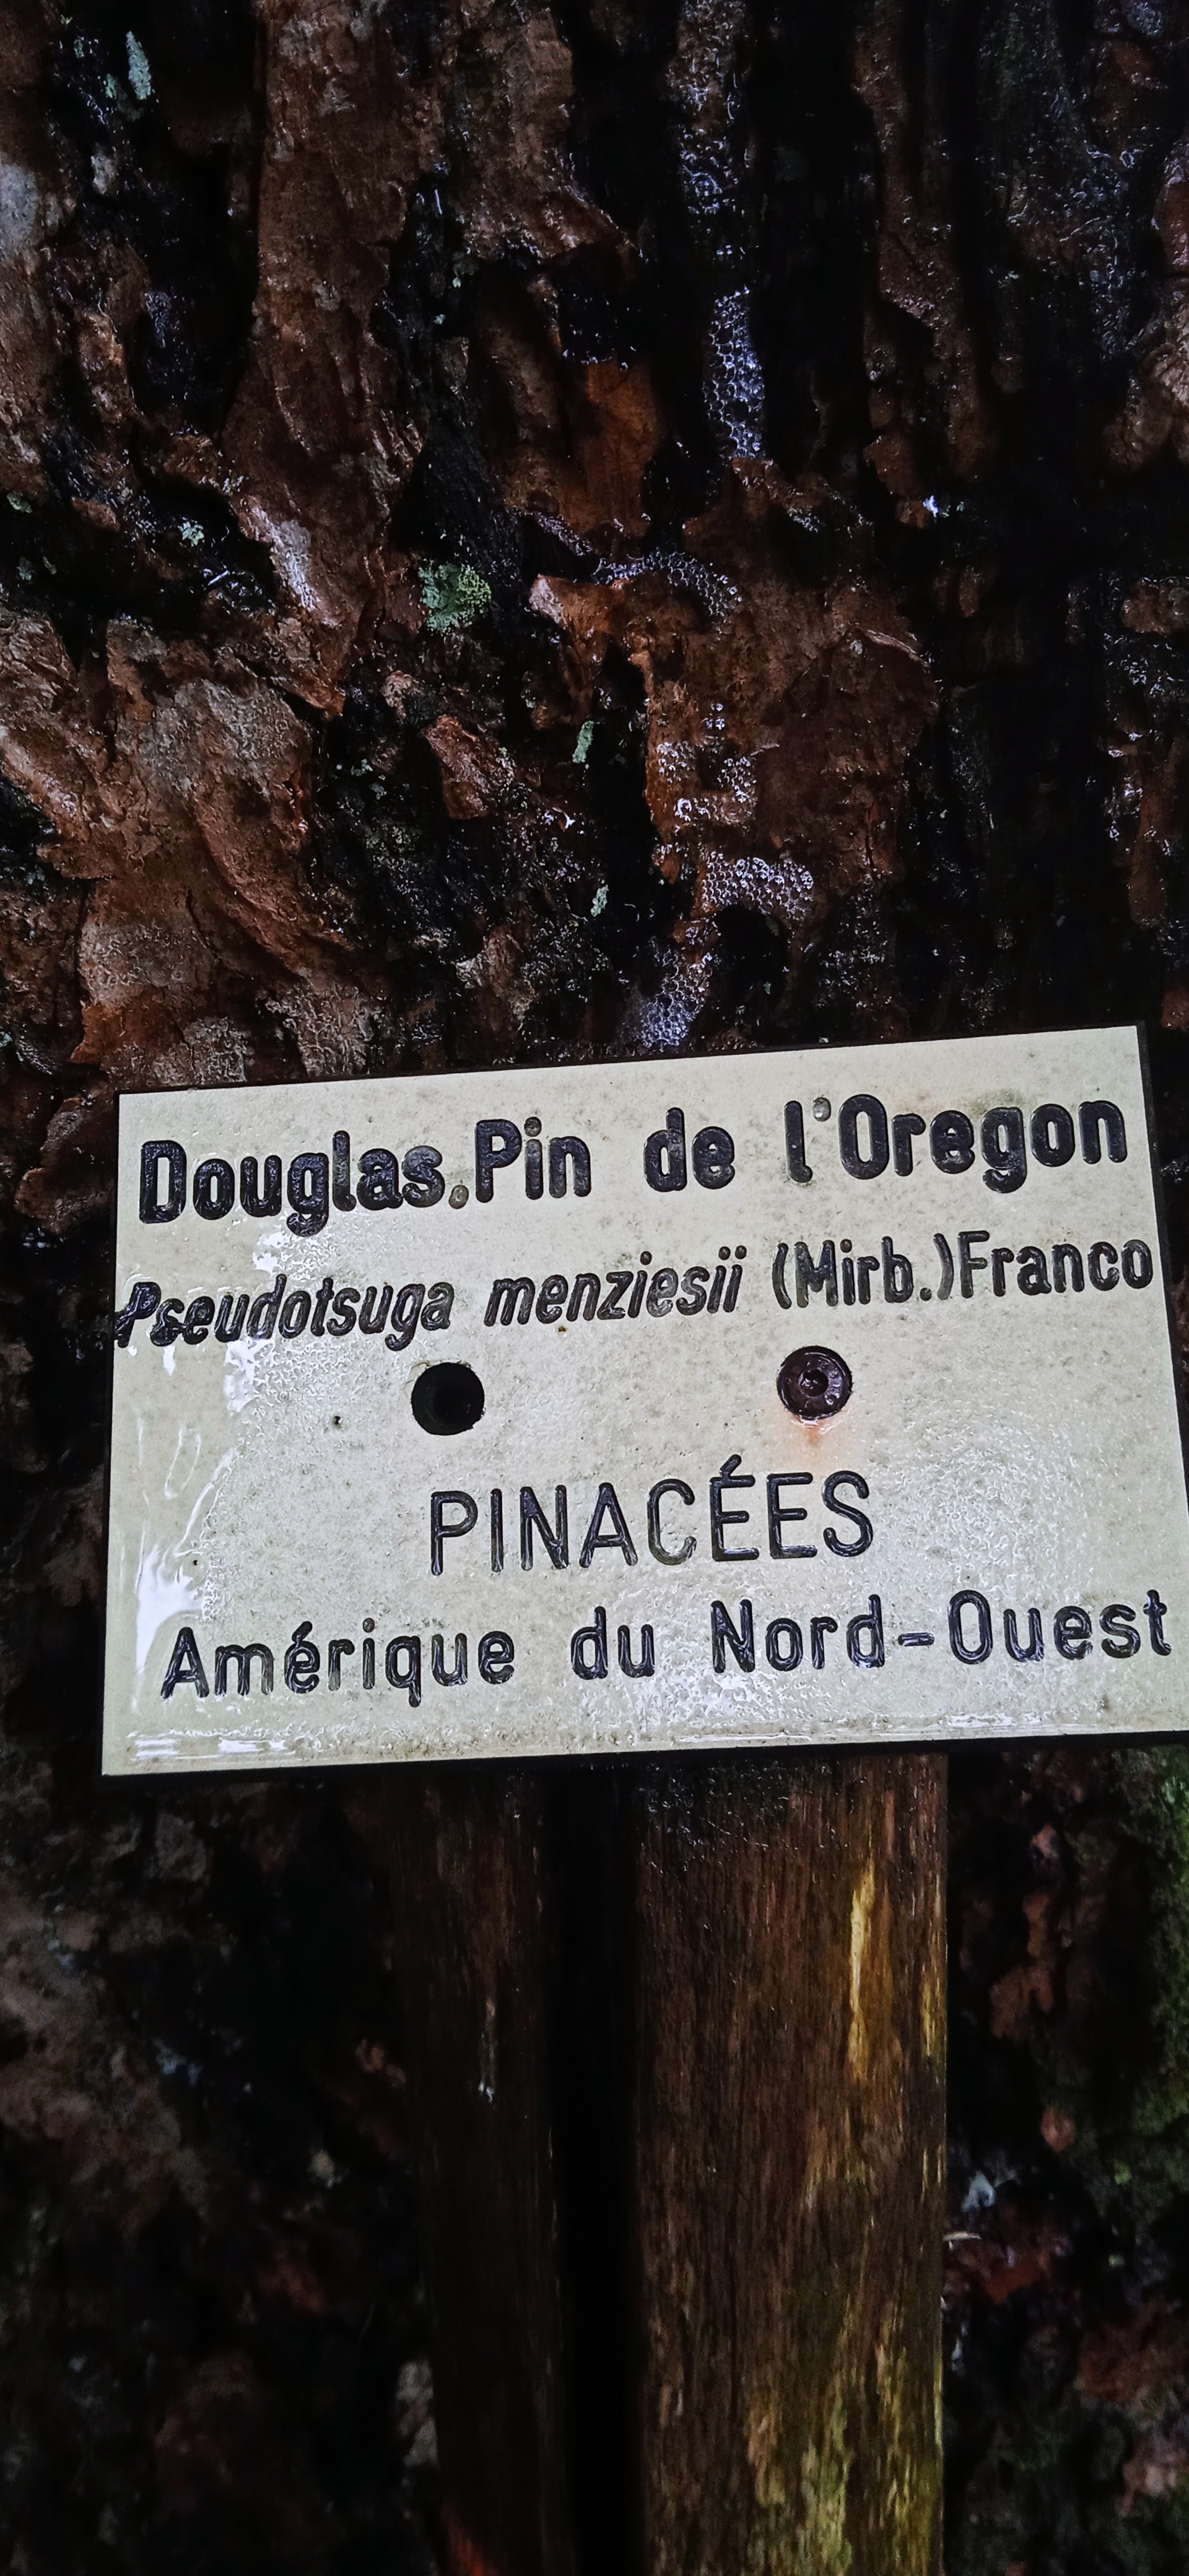 Douglas.Pin de l'Oregon
Pseudotsuga menziesii (Mirb.)Franco
PINACÉES
Amérique du Nord-Ouest